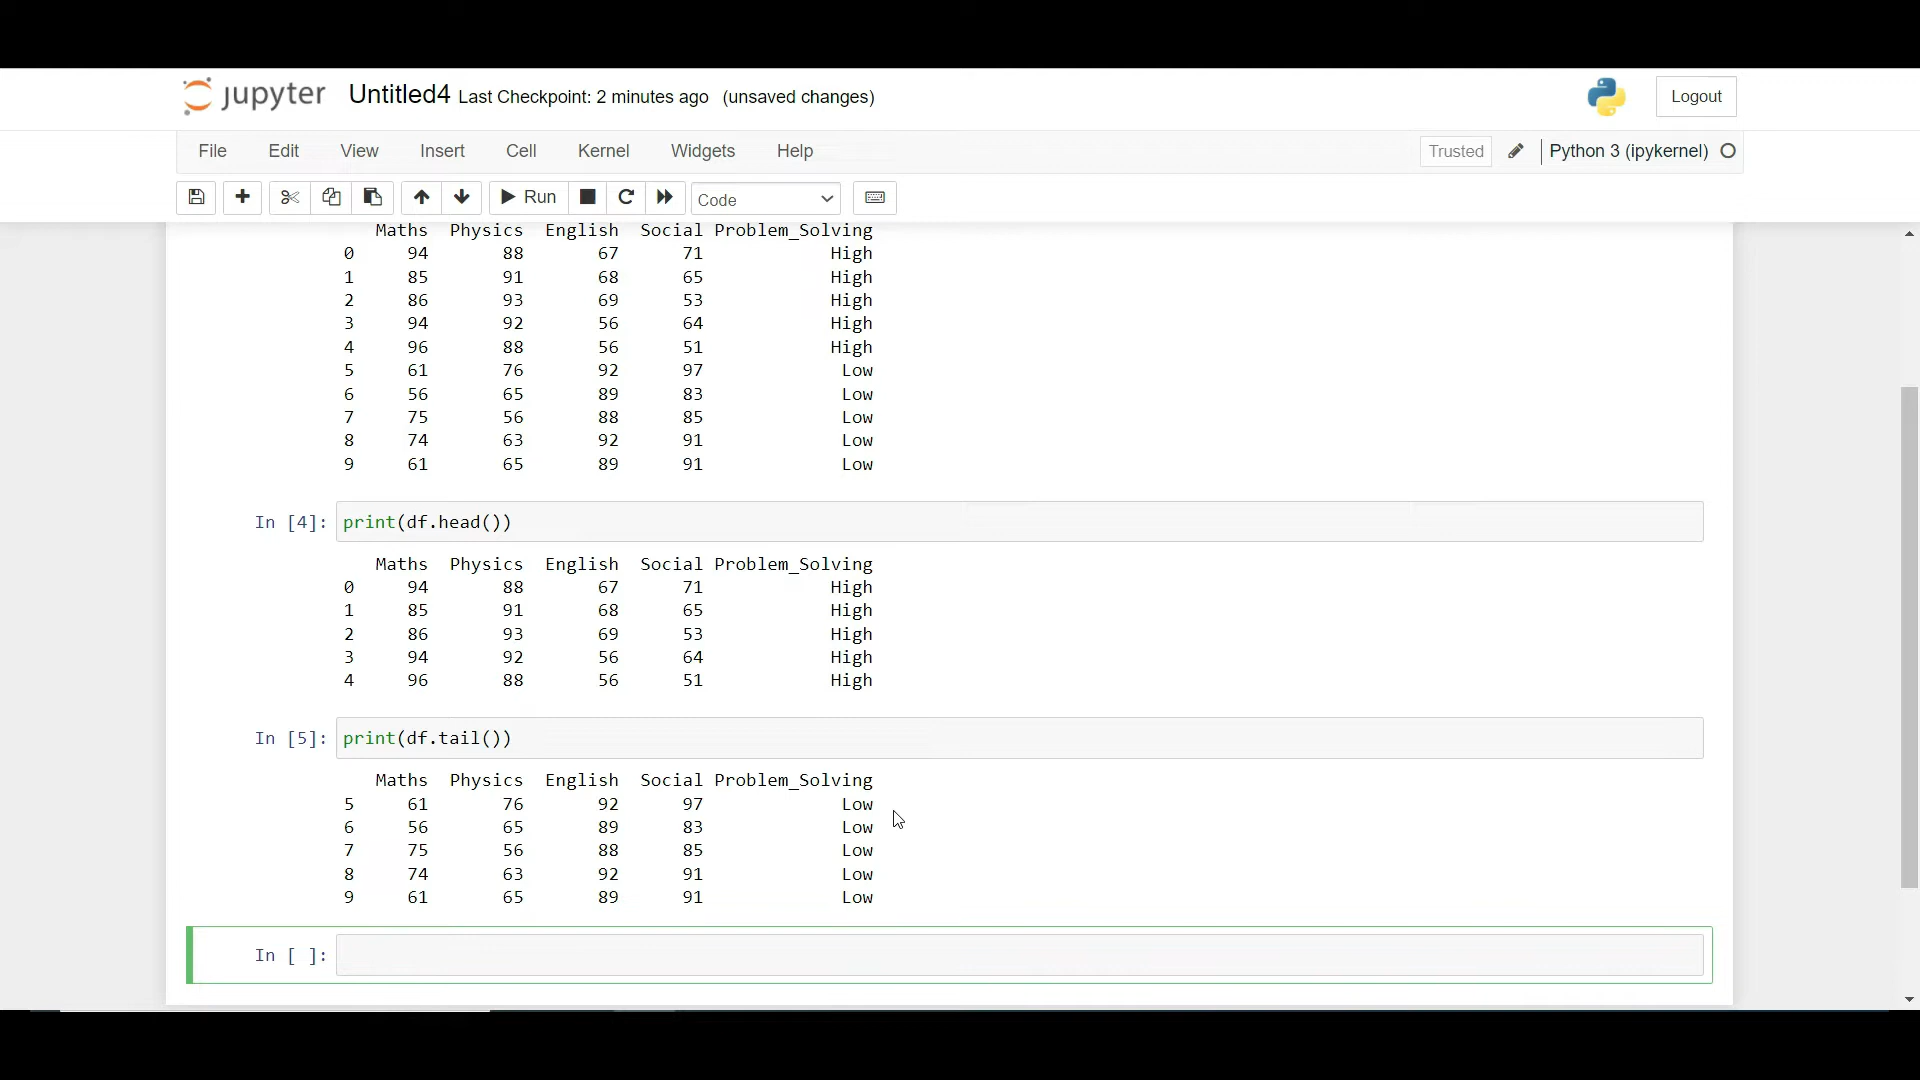 jupyter Untitled4 Last Checkpoint: 2 minutes ago (unsaved changes) Logout
File Edit View Insert Cell Kernel Widgets Help Trusted Python 3 (ipykernel)
Run Code
Maths Physics English Social Problem_Solving
0 94 88 67 71 High
1 85 91 68 65 High
2 86 93 69 53 High
3 94 92 56 64 High
4 96 88 56 51 High
5 61 76 92 97 Low
6 56 65 89 83 Low
7 75 56 88 85 Low
8 74 63 92 91 Low
9 61 65 89 91 Low
In [4]: print(df.head())
Maths Physics English Social Problem_Solving
0 94 88 67 71 High
1 85 91 68 65 High
2 86 93 69 53 High
3 94 92 56 64 High
4 96 88 56 51 High
In [5]: print(df.tail())
Maths Physics English Social Problem_Solving
5 61 76 92 97 Low
6 56 65 89 83 Low
7 75 56 88 85 Low
8 74 63 92 91 Low
9 61 65 89 91 Low
In [ ]: